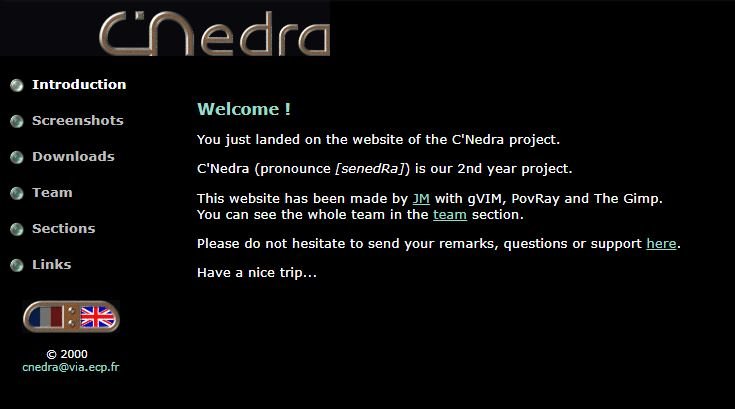 C'Nedra
Introduction
Screenshots
Downloads
Team
Sections
Links
© 2000
cnedra@via.ecp.fr
Welcome !
You just landed on the website of the C'Nedra project.
C'Nedra (pronounce [senedRa]) is our 2nd year project.
This website has been made by JM with gVIM, PovRay and The Gimp.
You can see the whole team in the team section.
Please do not hesitate to send your remarks, questions or support here.
Have a nice trip...